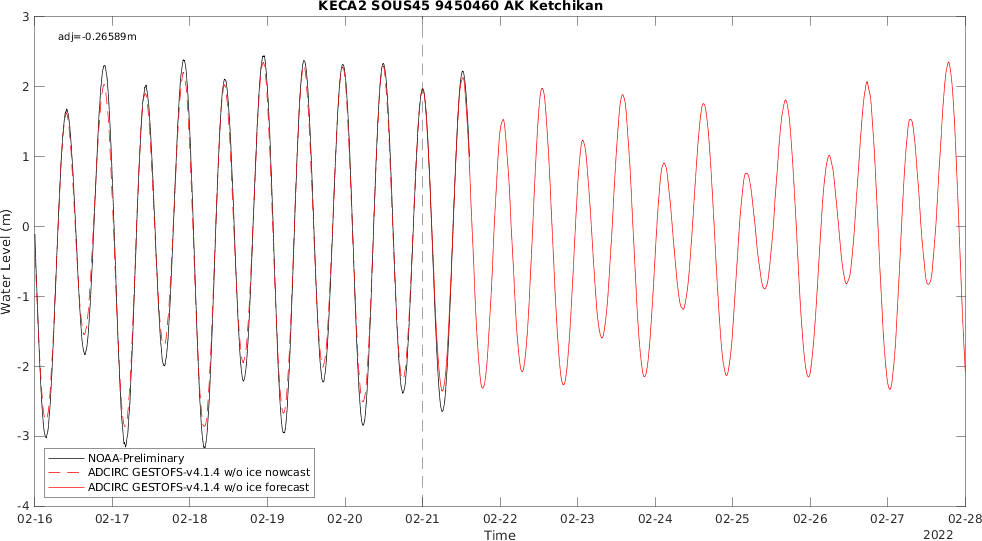 KECA2 SOUS45 9450460 AK Ketchikan
adj=-0.26589m
3
2
1
0
-1
-2
-3
-4
Water Level (m)
NOAA-Preliminary
ADCIRC GESTOFS-v4.1.4 w/o ice nowcast
ADCIRC GESTOFS-v4.1.4 w/o ice forecast
02-16 02-17 02-18 02-19 02-20 02-21 02-22 02-23 02-24 02-25 02-26 02-27 02-28
Time
2022